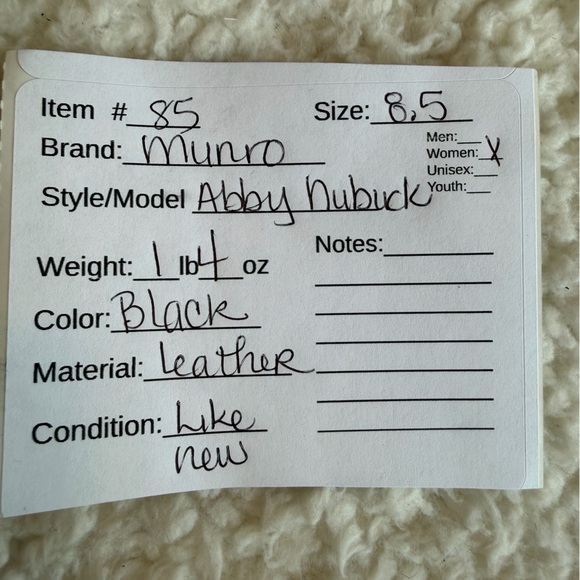 Item # 85 Size: 8.5
Brand: Munro Men:
Women: X
Unisex:
Style/Model Abby Nubuck Youth:
Notes:
Weight: 1 lb 4 oz
Color: Black
Material: Leather
Condition: Like
new